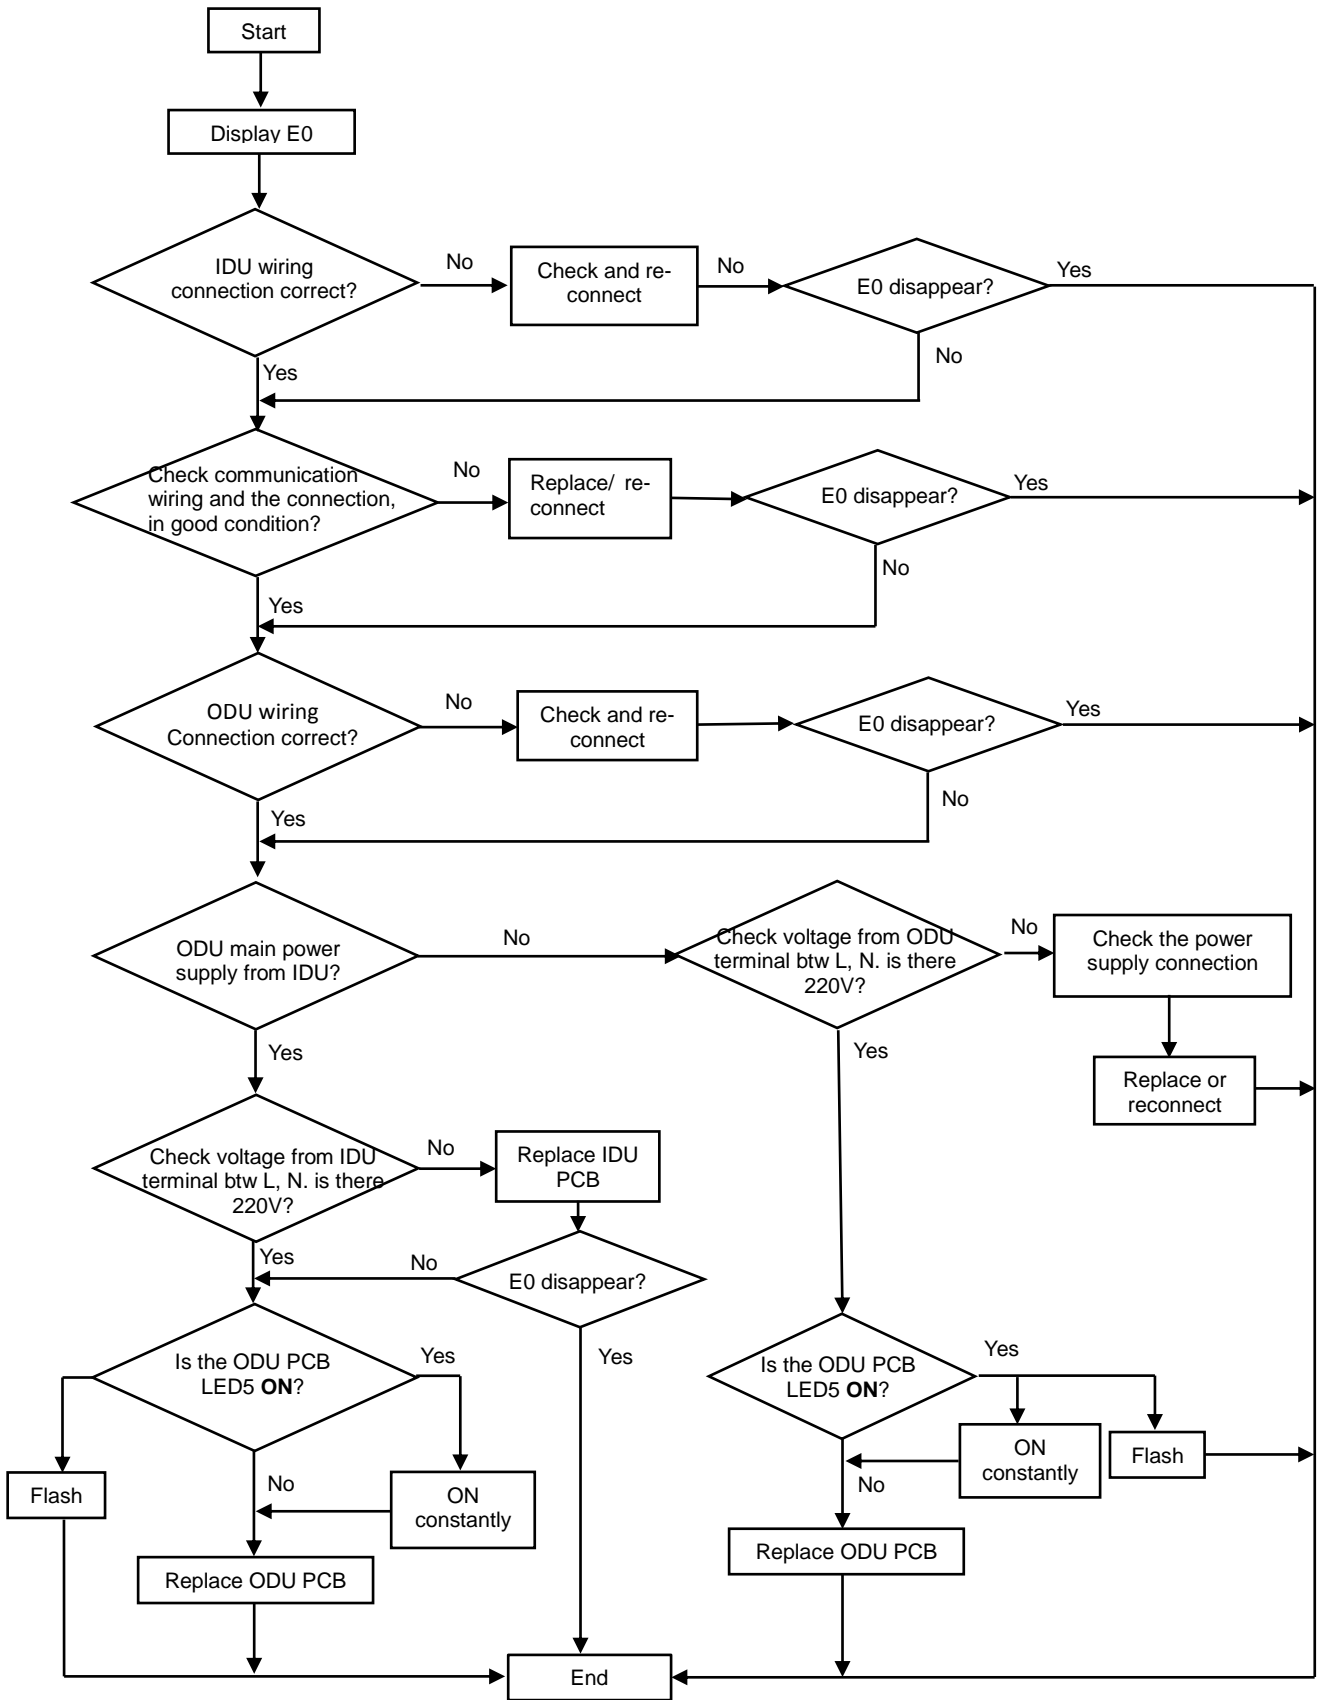 Start
Display E0
IDU wiring
connection correct?
No
Check and re-
connect
No
E0 disappear?
Yes
No
Yes
Check communication
wiring and the connection,
in good condition?
No
Replace/ re-
connect
E0 disappear?
Yes
No
Yes
ODU wiring
Connection correct?
No
Check and re-
connect
E0 disappear?
Yes
No
Yes
ODU main power
supply from IDU?
No
Check voltage from ODU
terminal btw L, N. is there
220V?
No
Check the power
supply connection
Replace or
reconnect
Yes
Yes
Check voltage from IDU
terminal btw L, N. is there
220V?
No
Replace IDU
PCB
Yes
No
E0 disappear?
Yes
Is the ODU PCB
LED5 ON?
Yes
Flash
No
ON
constantly
Replace ODU PCB
Is the ODU PCB
LED5 ON?
Yes
ON
constantly
Flash
No
Replace ODU PCB
End